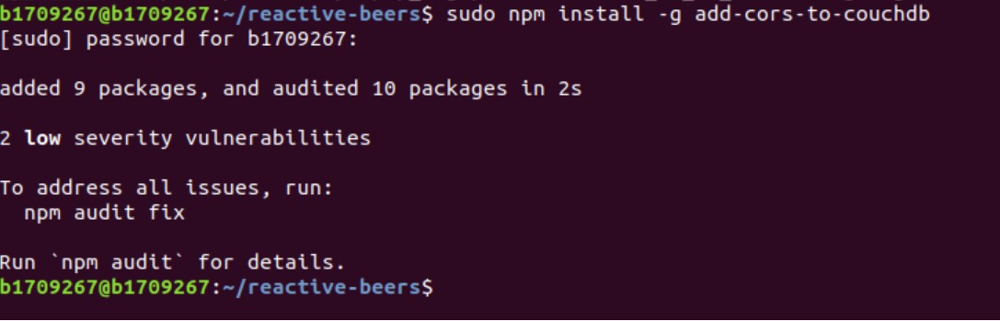 b1709267@b1709267:~/reactive-beers$ sudo npm install -g add-cors-to-couchdb
[sudo] password for b1709267:
added 9 packages, and audited 10 packages in 2s
2 low severity vulnerabilities
To address all issues, run:
  npm audit fix
Run `npm audit` for details.
b1709267@b1709267:~/reactive-beers$